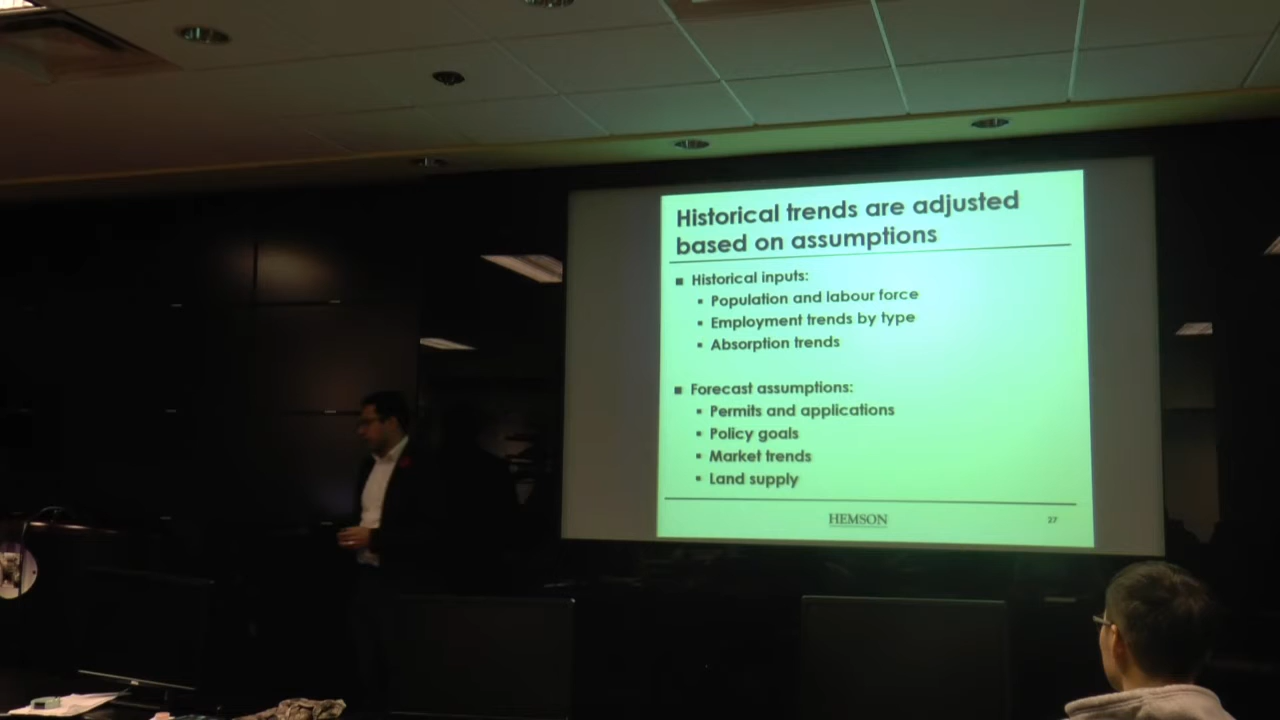 Historical trends are adjusted
based on assumptions
▪ Historical inputs:
▪ Population and labour force
▪ Employment trends by type
▪ Absorption trends
▪ Forecast assumptions:
▪ Permits and applications
▪ Policy goals
▪ Market trends
▪ Land supply
HEMSON
27